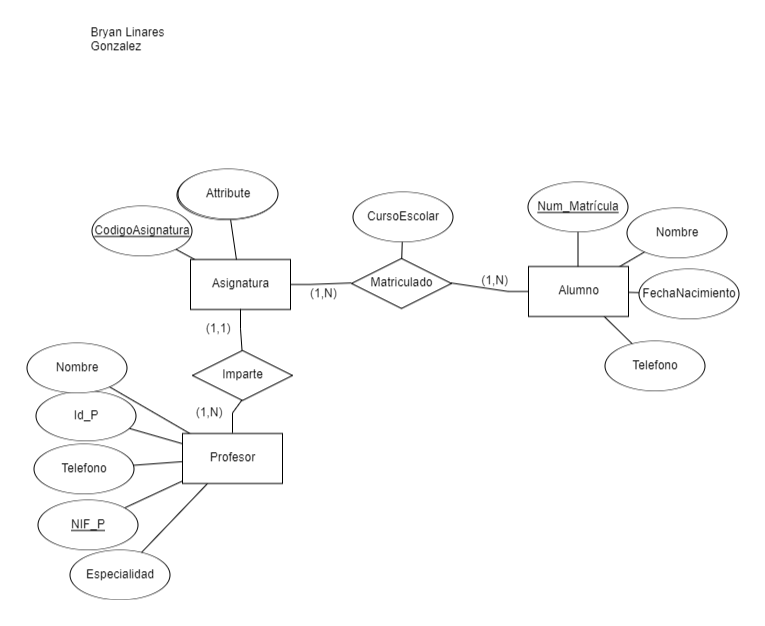 Bryan Linares
Gonzalez
Attribute
CodigoAsignatura
CursoEscolar
Num_Matrícula
Nombre
Asignatura
(1,N)
Matriculado
(1,N)
Alumno
FechaNacimiento
(1,1)
Telefono
Nombre
Imparte
Id_P
(1,N)
Telefono
Profesor
NIF_P
Especialidad